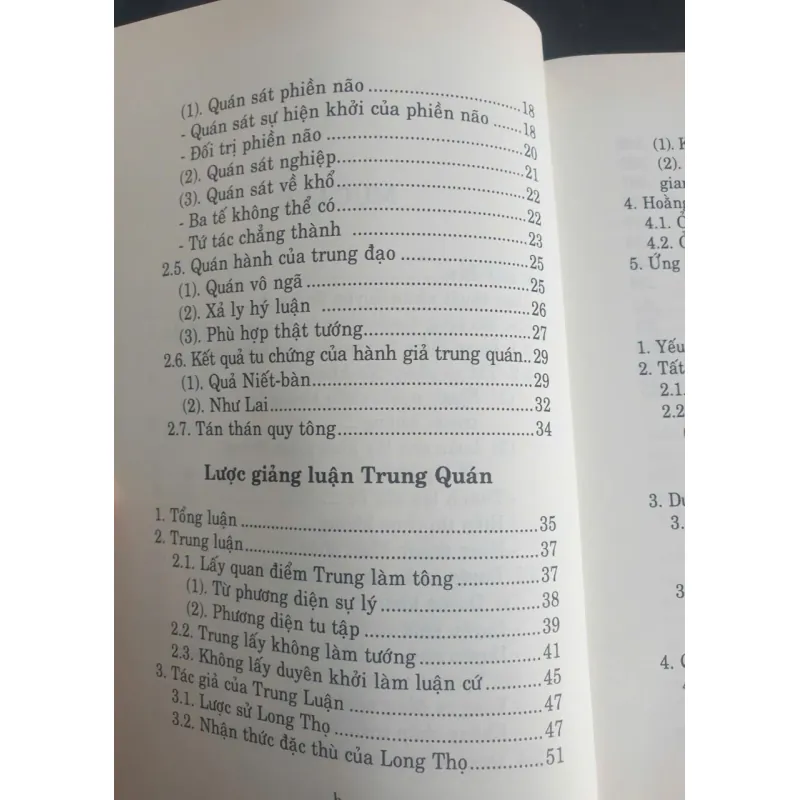 (1). Quán sát phiền não..........18
- Quán sát sự hiện khởi của phiền não.......18
- Đối trị phiền não..........20
(2). Quán sát nghiệp..........21
(3). Quán sát về khổ..........22
- Ba tế không thể có..........22
- Tứ tác chẳng thành..........23
2.5. Quán hành của trung đạo..........25
(1). Quán vô ngã..........25
(2). Xả ly hý luận..........26
(3). Phù hợp thật tướng..........27
2.6. Kết quả tu chứng của hành giả trung quán..29
(1). Quả Niết-bàn..........29
(2). Như Lai..........32
2.7. Tán thán quy tông..........34
Lược giảng luận Trung Quán
1. Tổng luận..........35
2. Trung luận..........37
2.1. Lấy quan điểm Trung làm tông..........37
(1). Từ phương diện sự lý..........38
(2). Phương diện tu tập..........39
2.2. Trung lấy không làm tướng..........41
2.3. Không lấy duyên khởi làm luận cứ..........45
3. Tác giả của Trung Luận..........47
3.1. Lược sử Long Thọ..........47
3.2. Nhận thức đặc thù của Long Thọ..........51
(1).
(2).
gian
4. Hoằng
4.1.
4.2.
5. Ứng
1. Yếu
2. Tất
2.1.
2.2
3. Du
3.
3
4.